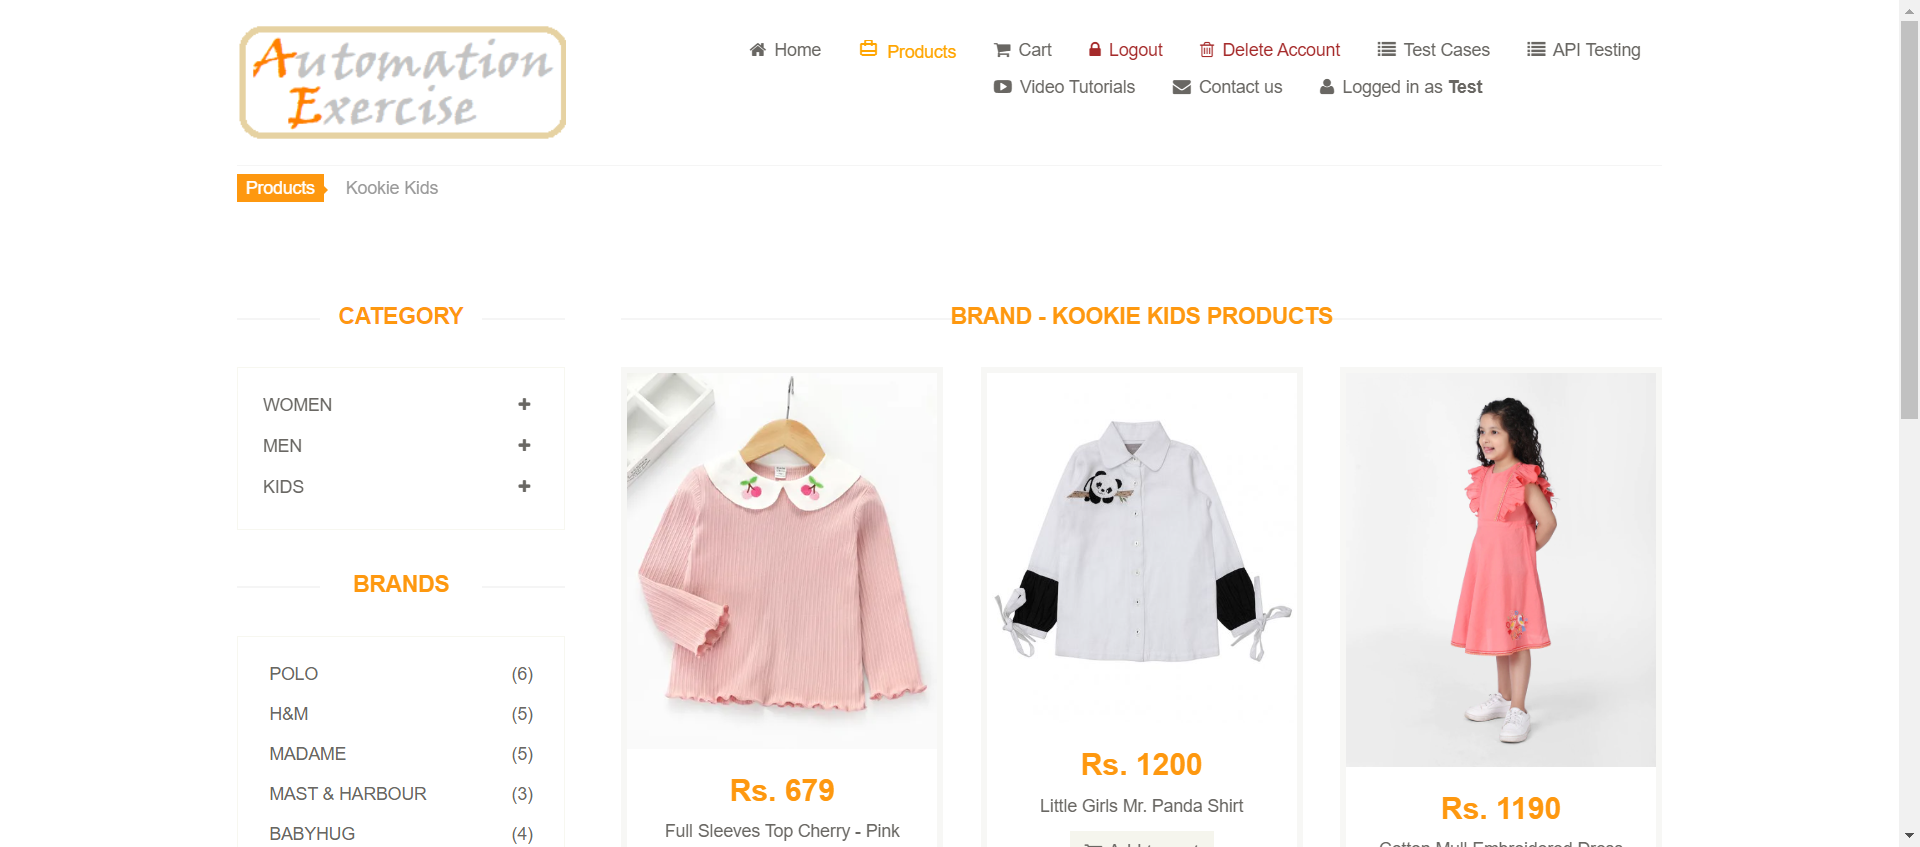 Automation
Exercise
Home
Products
Cart
Logout
Delete Account
Test Cases
API Testing
Video Tutorials
Contact us
Logged in as Test
Products
Kookie Kids
CATEGORY
WOMEN
MEN
KIDS
BRANDS
POLO (6)
H&M (5)
MADAME (5)
MAST & HARBOUR (3)
BABYHUG (4)
BRAND - KOOKIE KIDS PRODUCTS
Rs. 679
Full Sleeves Top Cherry - Pink
Rs. 1200
Little Girls Mr. Panda Shirt
Rs. 1190